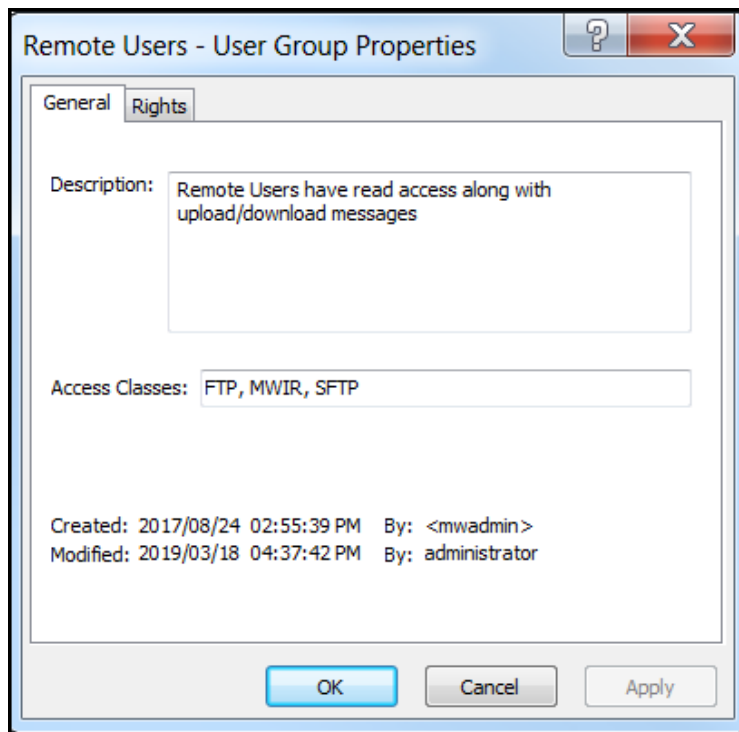 Remote Users - User Group Properties
General
Rights
Description:
Remote Users have read access along with
upload/download messages
Access Classes: FTP, MWIR, SFTP
Created: 2017/08/24 02:55:39 PM By: <mwadmin>
Modified: 2019/03/18 04:37:42 PM By: administrator
OK Cancel Apply